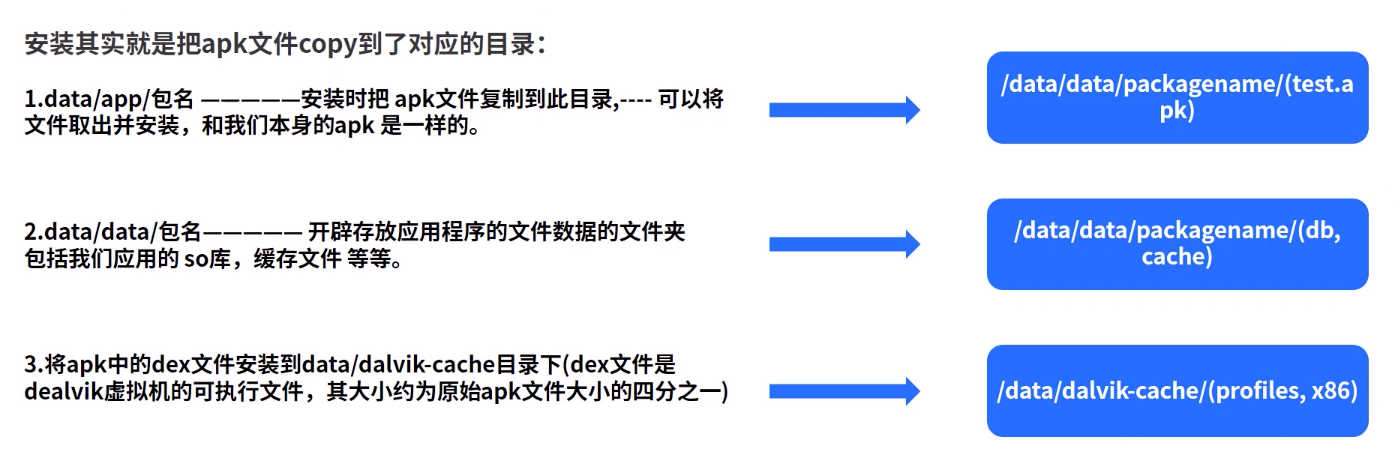 安装其实就是把apk文件copy到了对应的目录：
1.data/app/包名 —————安装时把 apk文件复制到此目录,---- 可以将
文件取出并安装，和我们本身的apk 是一样的。
/data/data/packagename/(test.a
pk)
2.data/data/包名————— 开辟存放应用程序的文件数据的文件夹
包括我们应用的 so库，缓存文件 等等。
/data/data/packagename/(db,
cache)
3.将apk中的dex文件安装到data/dalvik-cache目录下(dex文件是
dealvik虚拟机的可执行文件，其大小约为原始apk文件大小的四分之一)
/data/dalvik-cache/(profiles, x86)